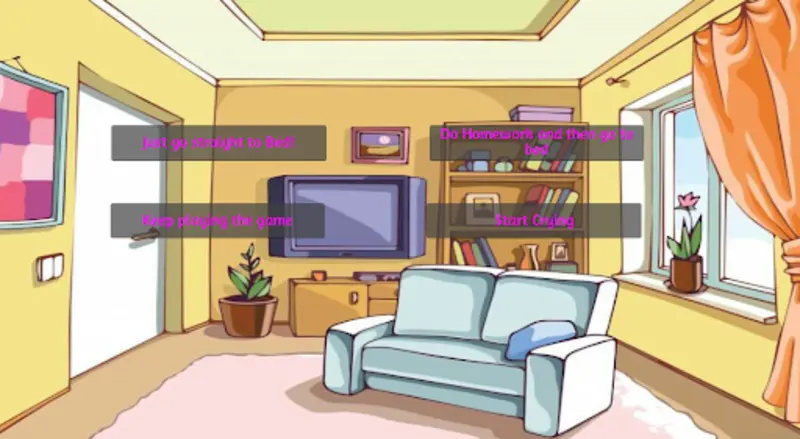 Just go straight to Bed
Do Homework and then go to
bed
Keep playing the game
Start Crying